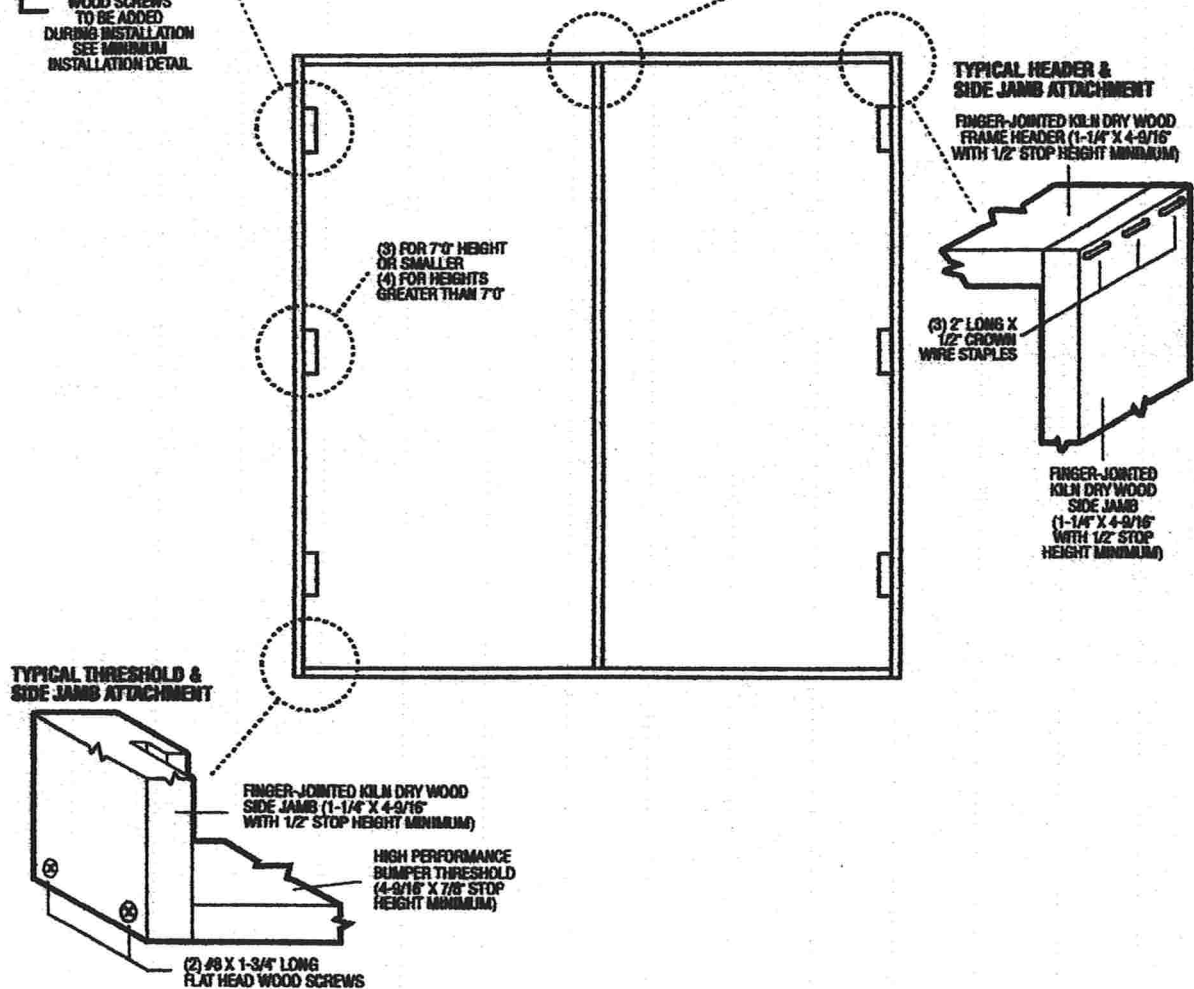 WOOD SCREWS
TO BE ADDED
DURING INSTALLATION
SEE MINIMUM
INSTALLATION DETAIL
TYPICAL HEADER &
SIDE JAMB ATTACHMENT
FINGER-JOINTED KILN DRY WOOD
FRAME HEADER (1-1/4" X 4-9/16"
WITH 1/2" STOP HEIGHT MINIMUM)
(3) FOR 7'0" HEIGHT
OR SMALLER
(4) FOR HEIGHTS
GREATER THAN 7'0"
(3) 2" LONG X
1/2" CROWN
WIRE STAPLES
FINGER-JOINTED
KILN DRY WOOD
SIDE JAMB
(1-1/4" X 4-9/16"
WITH 1/2" STOP
HEIGHT MINIMUM)
TYPICAL THRESHOLD &
SIDE JAMB ATTACHMENT
FINGER-JOINTED KILN DRY WOOD
SIDE JAMB (1-1/4" X 4-9/16"
WITH 1/2" STOP HEIGHT MINIMUM)
HIGH PERFORMANCE
BUMPER THRESHOLD
(4-9/16" X 7/8" STOP
HEIGHT MINIMUM)
(2) #8 X 1-3/4" LONG
FLAT HEAD WOOD SCREWS